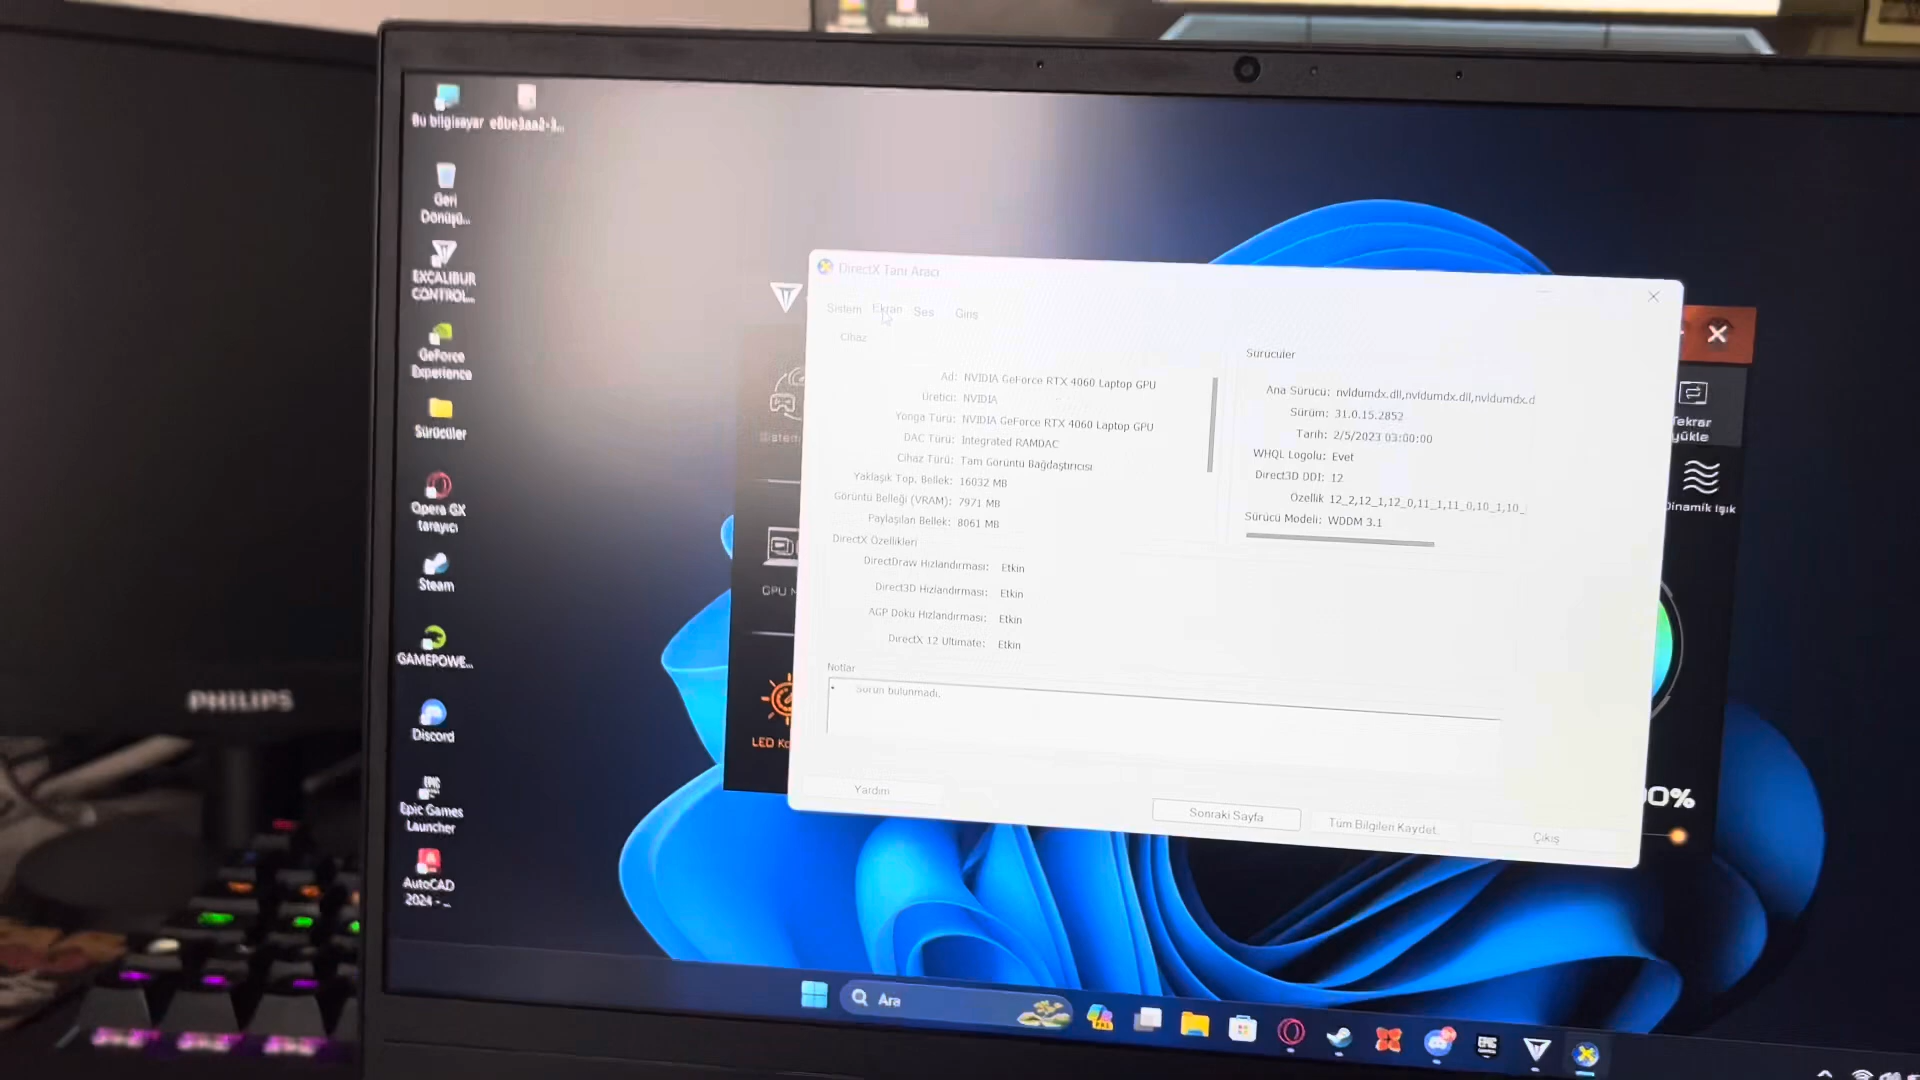 Bu bilgisayar
e8be3aa2-3...
Geri
Dönüşü...
EXCALIBUR
CONTROL...
GeForce
Experience
Sürücüler
Opera GX
tarayıcı
Steam
GAMEPOWE...
Discord
Epic Games
Launcher
AutoCAD
2024 - ...
PHILIPS
DirectX Tanı Aracı
Sistem Ekran Ses Giriş
Cihaz
Ad: NVIDIA GeForce RTX 4060 Laptop GPU
Üretici: NVIDIA
Yonga Türü: NVIDIA GeForce RTX 4060 Laptop GPU
DAC Türü: Integrated RAMDAC
Cihaz Türü: Tam Görüntü Bağdaştırıcısı
Yaklaşık Top. Bellek: 16032 MB
Görüntü Belleği (VRAM): 7971 MB
Paylaşılan Bellek: 8061 MB
Sürücüler
Ana Sürücü: nvldumdx.dll,nvldumdx.dll,nvldumdx.d
Sürüm: 31.0.15.2852
Tarih: 2/5/2023 03:00:00
WHQL Logolu: Evet
Direct3D DDI: 12
Özellik 12_2,12_1,12_0,11_1,11_0,10_1,10_
Sürücü Modeli: WDDM 3.1
DirectX Özellikleri
DirectDraw Hızlandırması: Etkin
Direct3D Hızlandırması: Etkin
AGP Doku Hızlandırması: Etkin
DirectX 12 Ultimate: Etkin
Notlar
Sorun bulunmadı.
Yardım
Sonraki Sayfa
Tüm Bilgileri Kaydet...
Çıkış
Sistem
GPU M
LED Ko
Tekrar
yükle
Dinamik Işık
00%
Ara
EPIC